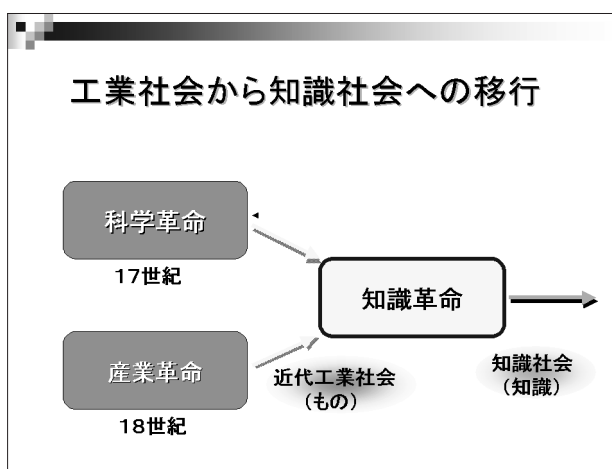 工業社会から知識社会への移行
科学革命
17世紀
知識革命
産業革命
18世紀
近代工業社会
(もの)
知識社会
(知識)